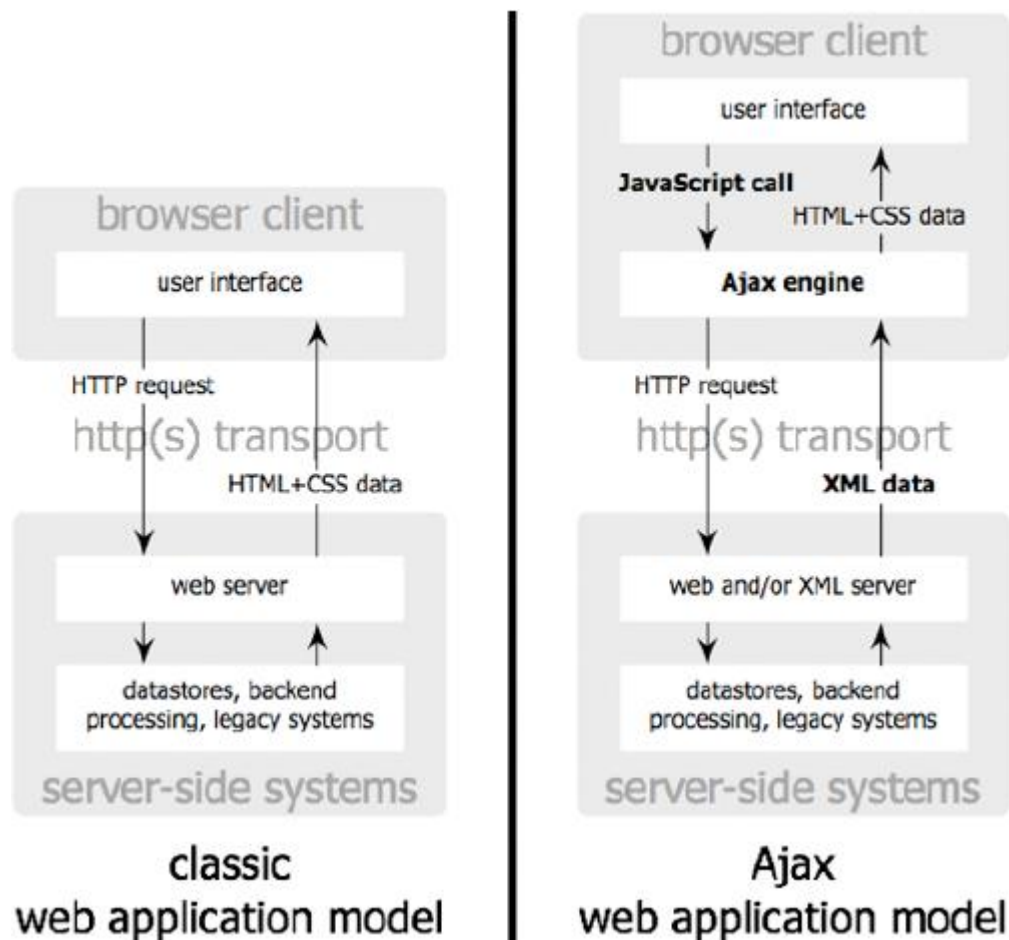 browser client
user interface
HTTP request
http(s) transport
HTML+CSS data
web server
datastores, backend
processing, legacy systems
server-side systems
classic
web application model
browser client
user interface
JavaScript call
HTML+CSS data
Ajax engine
HTTP request
http(s) transport
XML data
web and/or XML server
datastores, backend
processing, legacy systems
server-side systems
Ajax
web application model